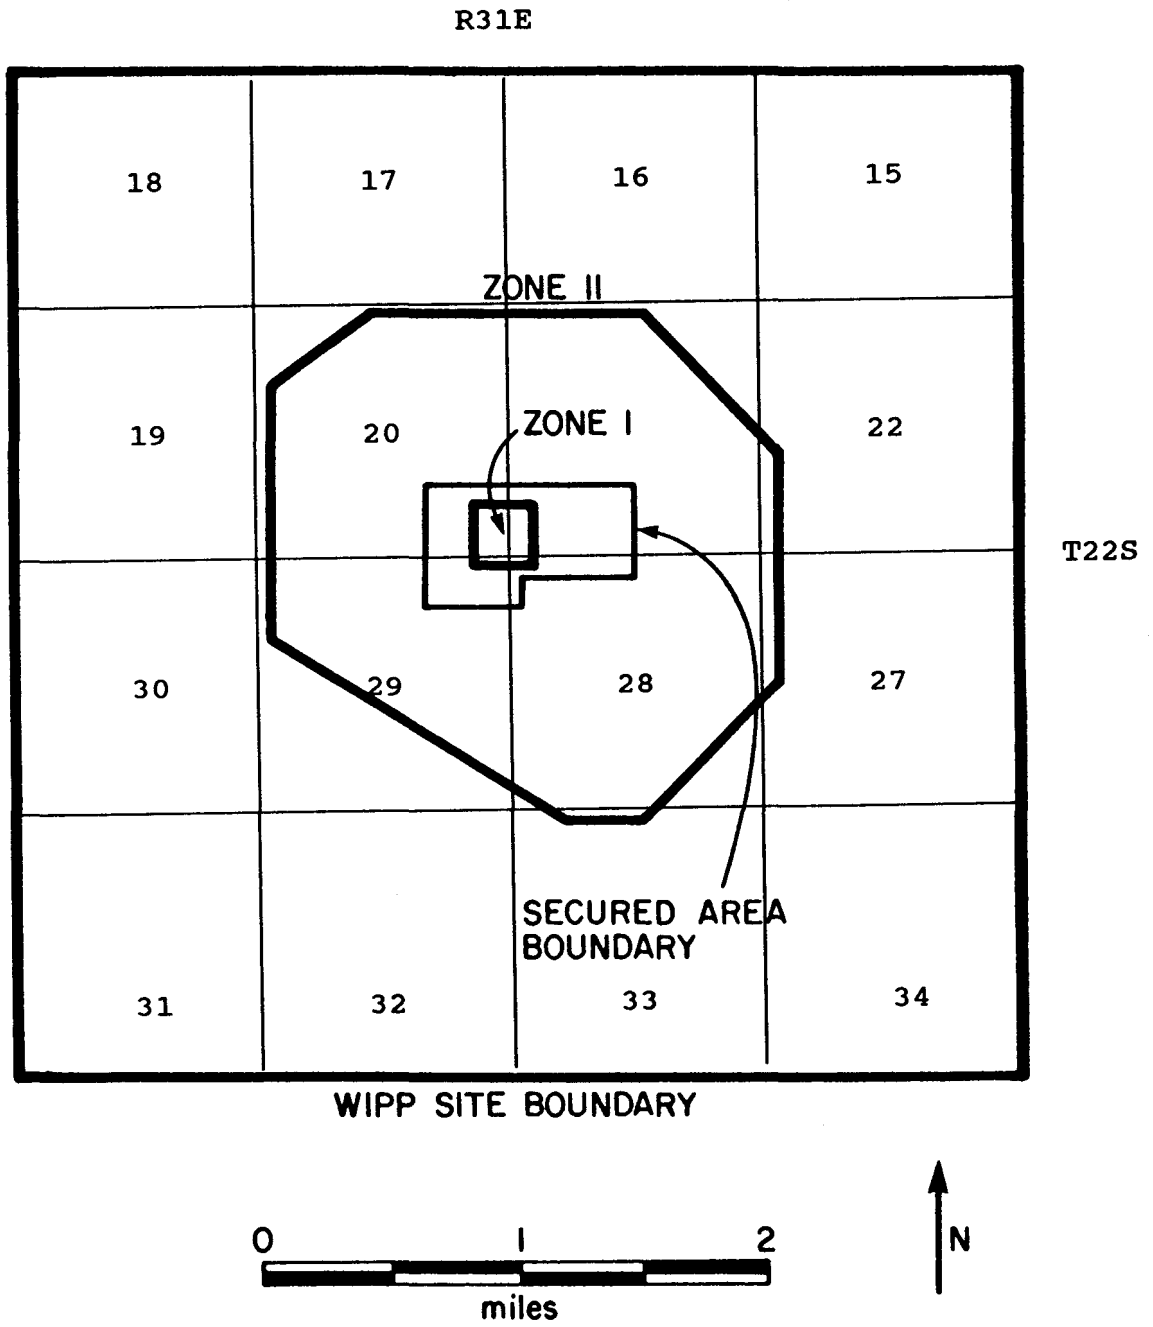 R31E
18 17 16 15
ZONE II
ZONE I
19 20 22
T22S
30 29 28 27
SECURED AREA
BOUNDARY
31 32 33 34
WIPP SITE BOUNDARY
0 1 2
N
miles